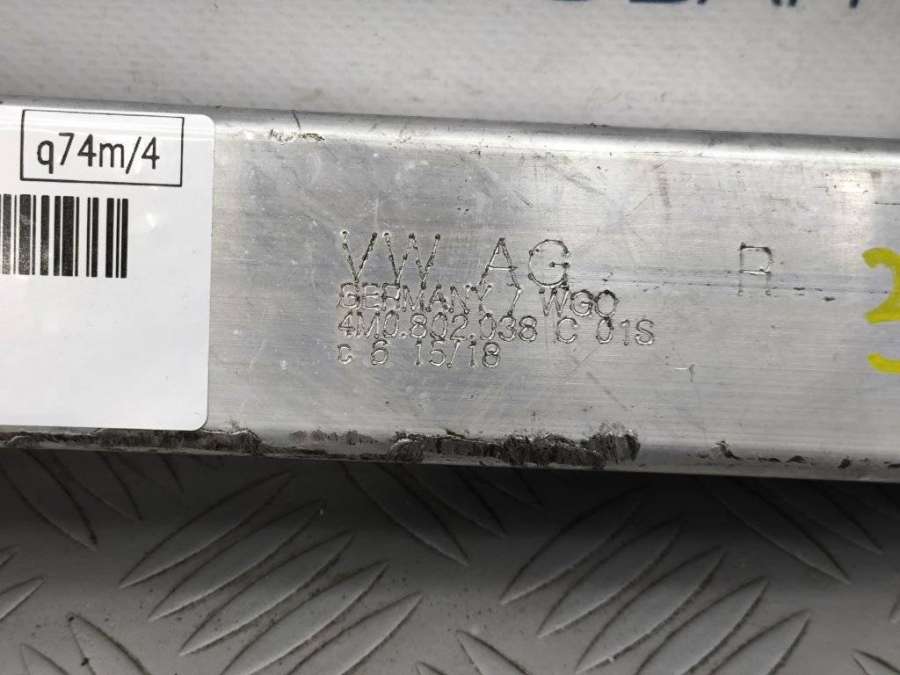 q74m/4
VW AG R
GERMANY / WGO
4M0.802.038 C 01S
c 6 15/18